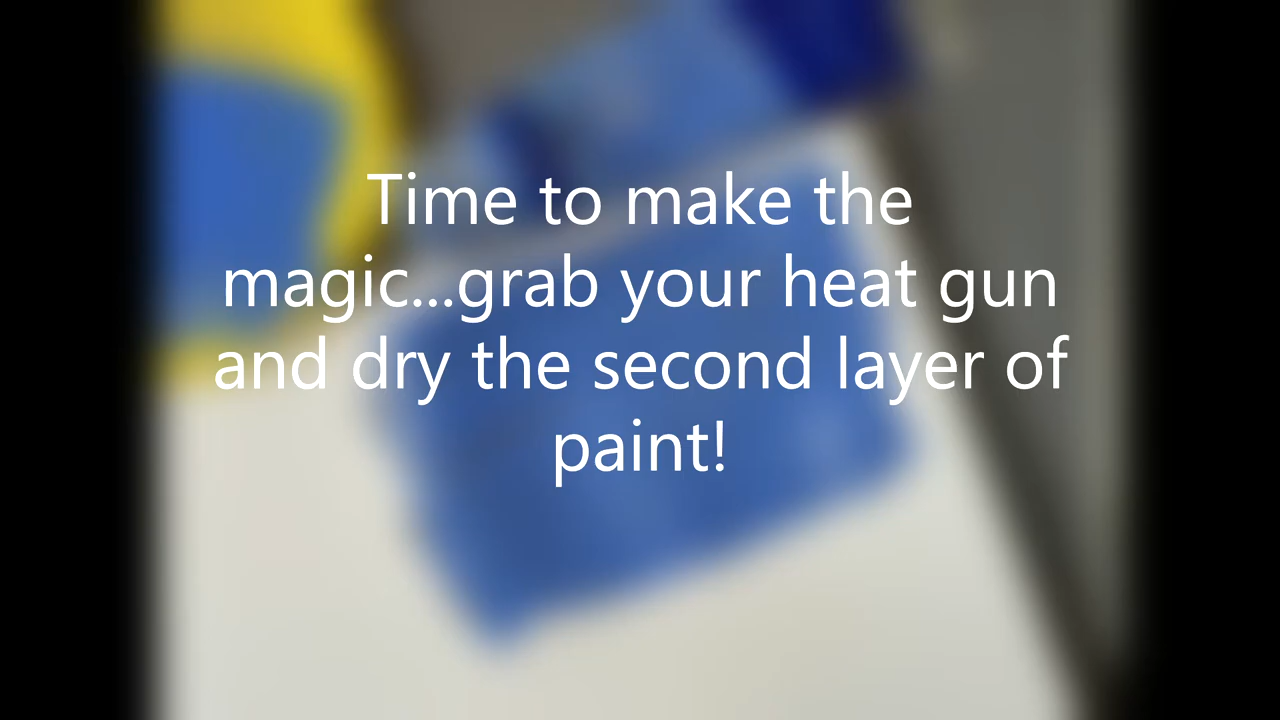 Time to make the
magic...grab your heat gun
and dry the second layer of
paint!